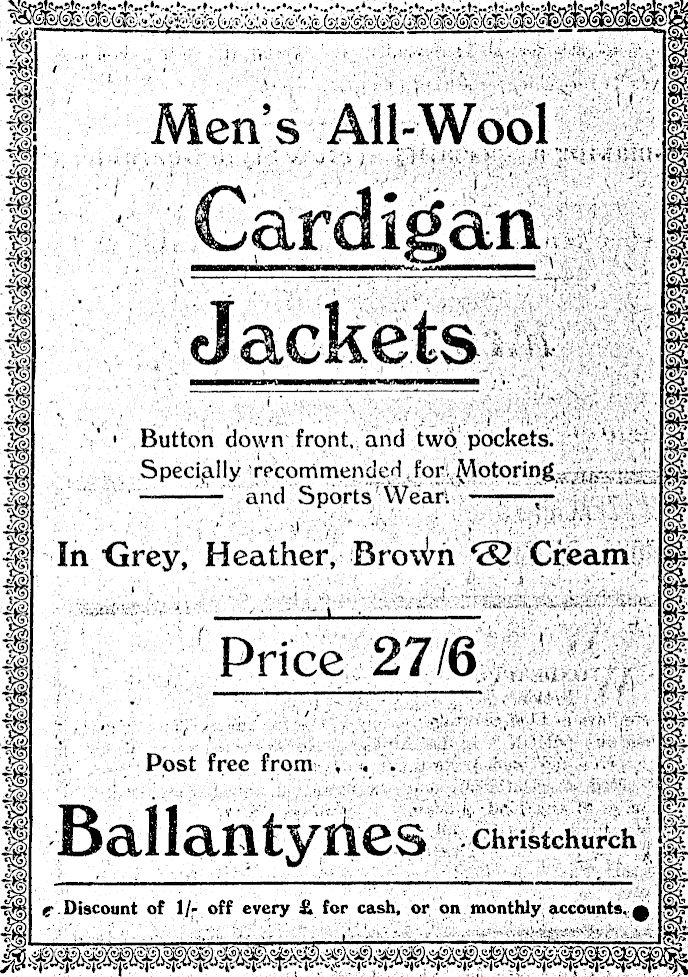 Men's All-Wool
Cardigan
Jackets
Button down front, and two pockets.
Specially recommended for Motoring
and Sports Wear.
In Grey, Heather, Brown & Cream
Price 27/6
Post free from . . .
Ballantynes Christchurch
Discount of 1/- off every £ for cash, or on monthly accounts.